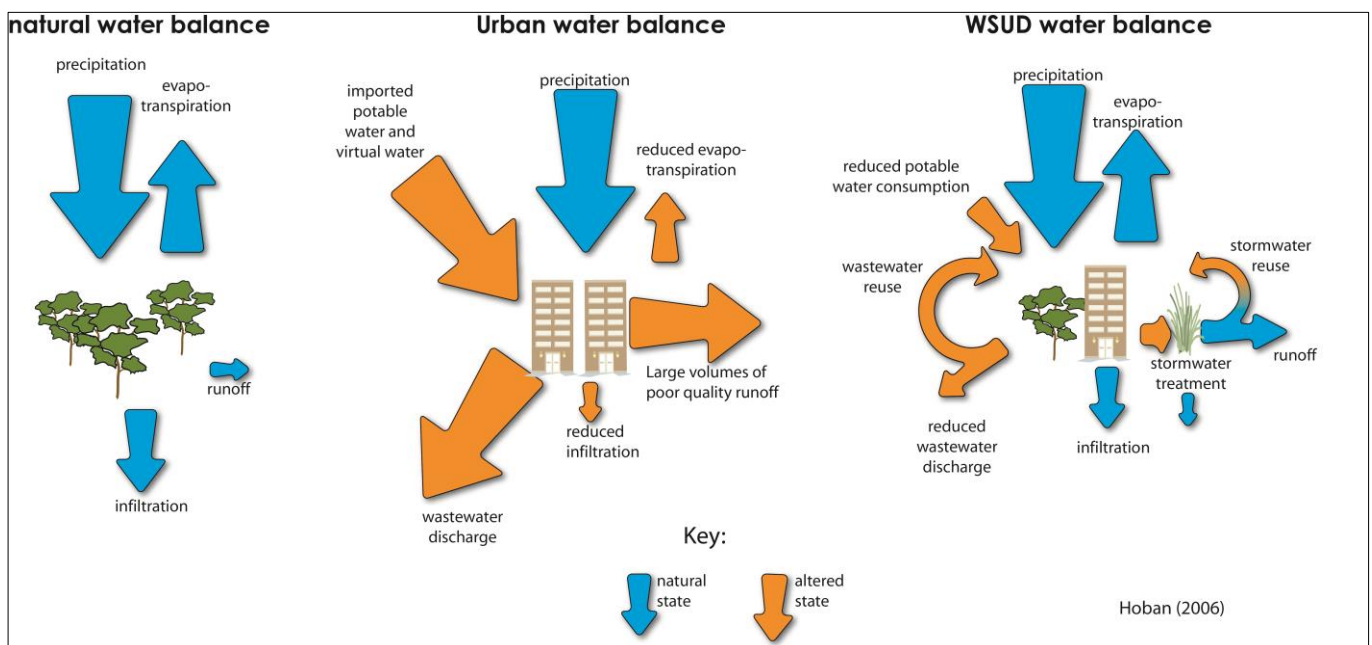 natural water balance
precipitation
evapo-
transpiration
runoff
infiltration
Urban water balance
imported
potable
water and
virtual water
precipitation
reduced evapo-
transpiration
Large volumes of
poor quality runoff
reduced
infiltration
wastewater
discharge
WSUD water balance
precipitation
evapo-
transpiration
reduced potable
water consumption
wastewater
reuse
stormwater
reuse
runoff
stormwater
treatment
reduced
wastewater
discharge
infiltration
Key:
natural
state
altered
state
Hoban (2006)